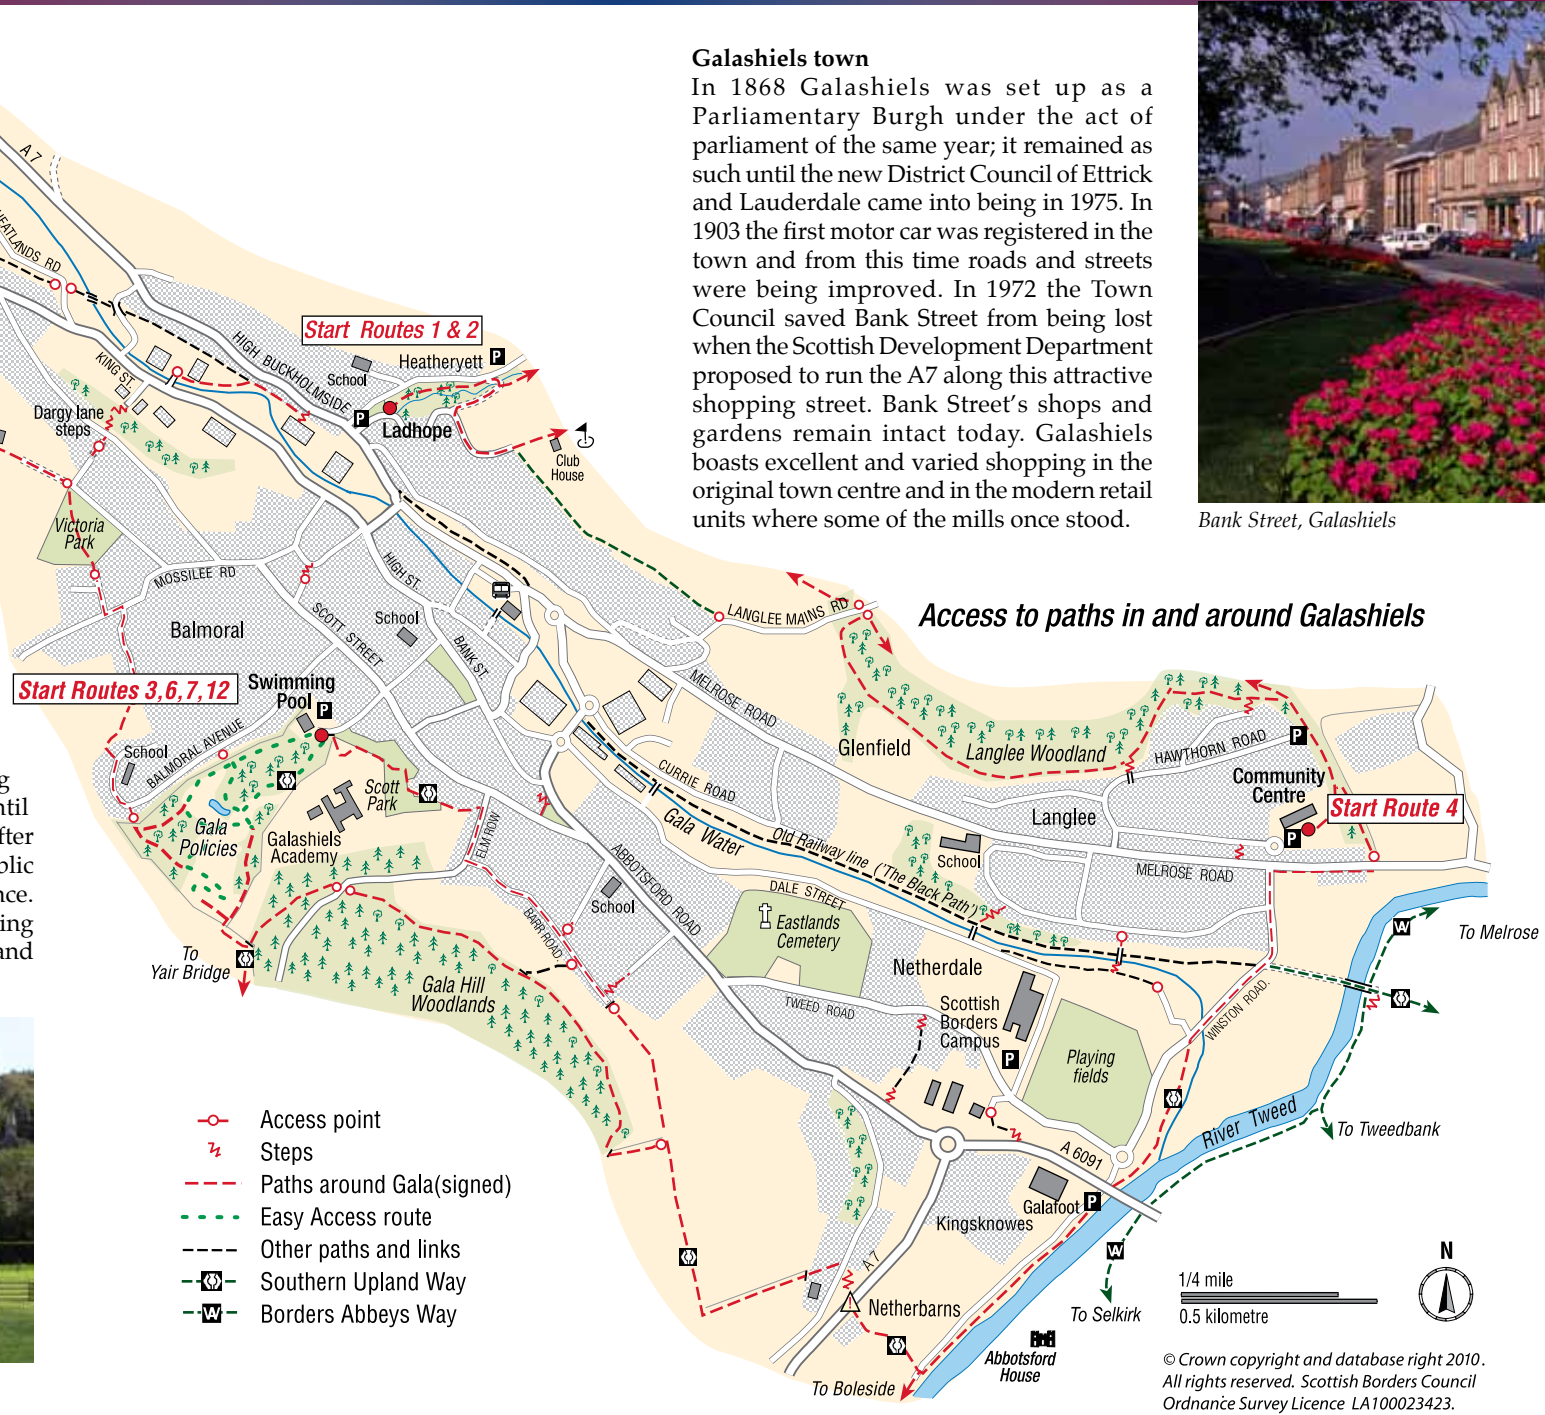 Galashiels town
In 1868 Galashiels was set up as a
Parliamentary Burgh under the act of
parliament of the same year; it remained as
such until the new District Council of Ettrick
and Lauderdale came into being in 1975. In
1903 the first motor car was registered in the
town and from this time roads and streets
were being improved. In 1972 the Town
Council saved Bank Street from being lost
when the Scottish Development Department
proposed to run the A7 along this attractive
shopping street. Bank Street's shops and
gardens remain intact today. Galashiels
boasts excellent and varied shopping in the
original town centre and in the modern retail
units where some of the mills once stood.
Bank Street, Galashiels
Access to paths in and around Galashiels
A7
RD
KING ST.
HIGH BUCKHOLMSIDE
Start Routes 1 & 2
School
Heatheryett
P
P
Ladhope
Club
House
Dargy lane
steps
Victoria
Park
MOSSILEE RD
HIGH ST.
SCOTT STREET
School
BANK ST.
Balmoral
LANGLEE MAINS RD
MELROSE ROAD
Start Routes 3,6,7,12
Swimming
Pool
P
School
BALMORAL AVENUE
Gala
Policies
Galashiels
Academy
Scott
Park
ELM ROW
CURRIE ROAD
Gala Water
Old Railway line ('The Black Path')
Glenfield
Langlee Woodland
HAWTHORN ROAD
P
Community
Centre
P
Start Route 4
Langlee
School
MELROSE ROAD
ABBOTSFORD ROAD
School
BARR ROAD.
DALE STREET
Eastlands
Cemetery
Netherdale
To
Yair Bridge
Gala Hill
Woodlands
TWEED ROAD
Scottish
Borders
Campus
P
Playing
fields
WINSTON ROAD.
W
To Melrose
River Tweed
To Tweedbank
A 6091
Galafoot
P
Kingsknowes
W
To Selkirk
A7
Netherbarns
Abbotsford
House
To Boleside
g
ntil
fter
blic
nce.
ing
and
Access point
Steps
Paths around Gala(signed)
Easy Access route
Other paths and links
Southern Upland Way
W
Borders Abbeys Way
1/4 mile
0.5 kilometre
N
© Crown copyright and database right 2010.
All rights reserved. Scottish Borders Council
Ordnance Survey Licence LA100023423.